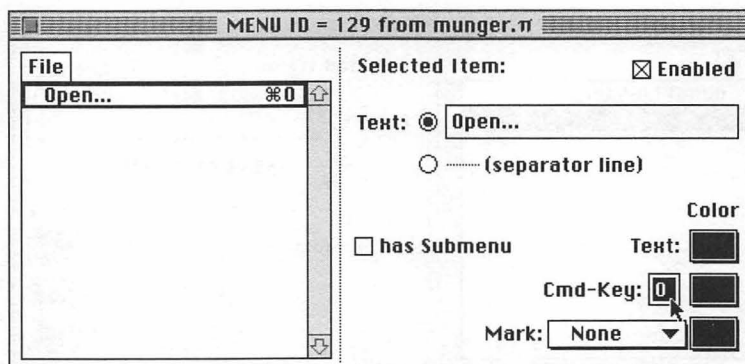 MENU ID = 129 from munger.π
File
Open... ⌘O
Selected Item:
Enabled
Text:
Open...
(separator line)
Color
has Submenu
Text:
Cmd-Key:
O
Mark:
None